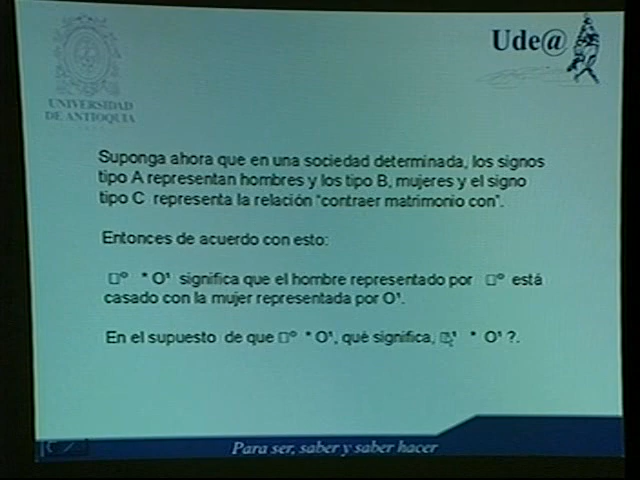 UNIVERSIDAD
DE ANTIOQUIA
Ude@
Suponga ahora que en una sociedad determinada, los signos
tipo A representan hombres y los tipo B, mujeres y el signo
tipo C representa la relación "contraer matrimonio con".
Entonces de acuerdo con esto:
□° * O¹ significa que el hombre representado por □° está
casado con la mujer representada por O¹.
En el supuesto de que □° * O¹, qué significa, □¹ * O¹ ?.
Para ser, saber y saber hacer